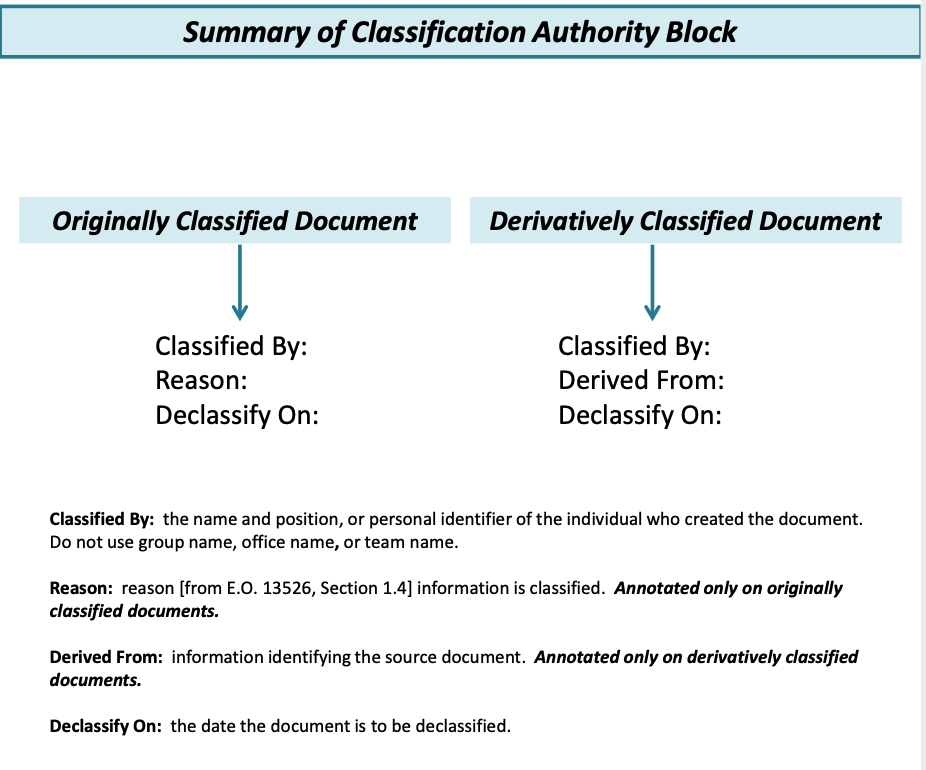 Summary of Classification Authority Block
Originally Classified Document
Derivatively Classified Document
Classified By:
Reason:
Declassify On:
Classified By:
Derived From:
Declassify On:
Classified By:  the name and position, or personal identifier of the individual who created the document.
Do not use group name, office name, or team name.
Reason:  reason [from E.O. 13526, Section 1.4] information is classified.  Annotated only on originally
classified documents.
Derived From:  information identifying the source document.  Annotated only on derivatively classified
documents.
Declassify On:  the date the document is to be declassified.